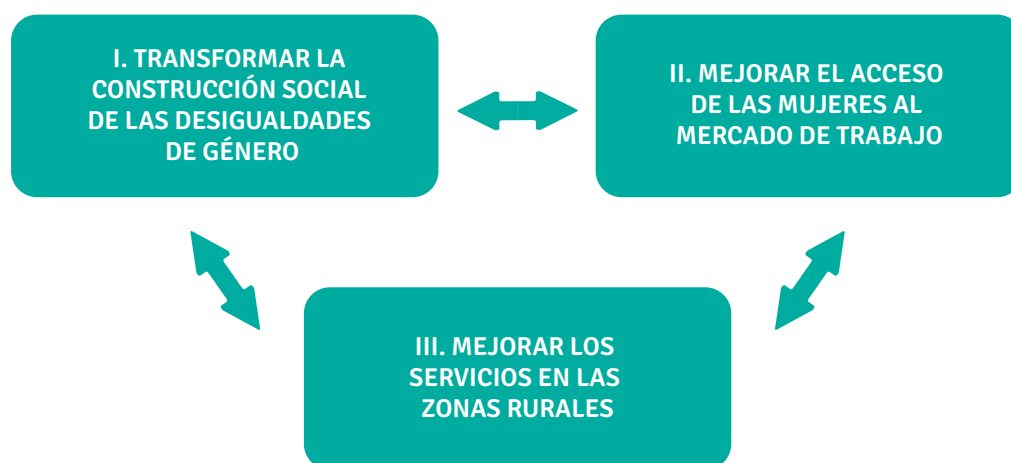 I. TRANSFORMAR LA
CONSTRUCCIÓN SOCIAL
DE LAS DESIGUALDADES
DE GÉNERO
II. MEJORAR EL ACCESO
DE LAS MUJERES AL
MERCADO DE TRABAJO
III. MEJORAR LOS
SERVICIOS EN LAS
ZONAS RURALES